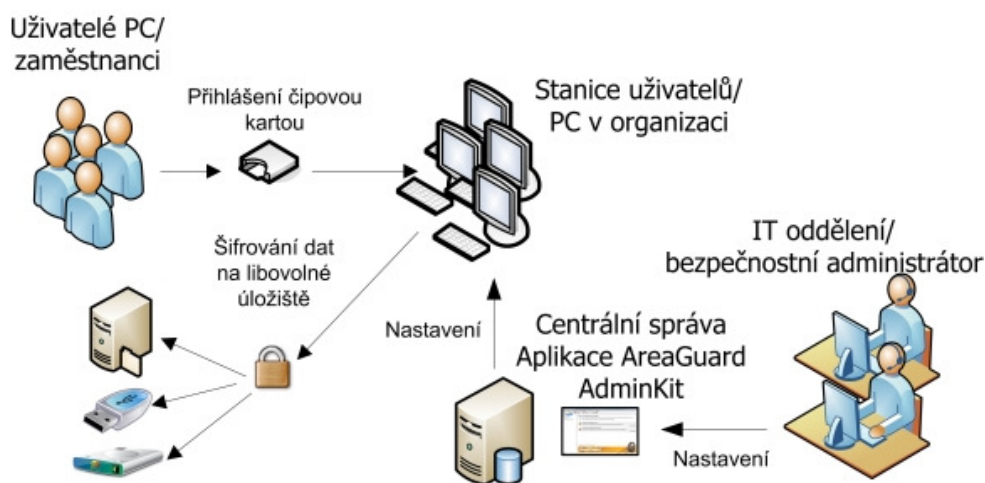 Uživatelé PC/
zaměstnanci
Přihlášení čipovou
kartou
Stanice uživatelů/
PC v organizaci
Šifrování dat
na libovolné
úložiště
IT oddělení/
bezpečnostní administrátor
Nastavení
Centrální správa
Aplikace AreaGuard
AdminKit
Nastavení